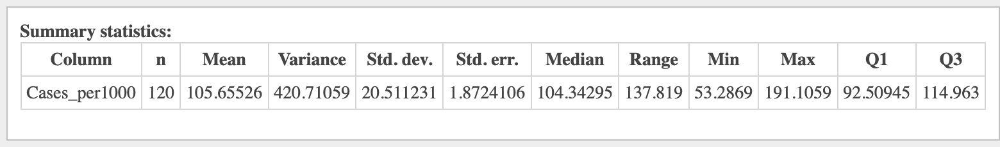 Summary statistics:
Column n Mean Variance Std. dev. Std. err. Median Range Min Max Q1 Q3
Cases_per1000 120 105.65526 420.71059 20.511231 1.8724106 104.34295 137.819 53.2869 191.1059 92.50945 114.963